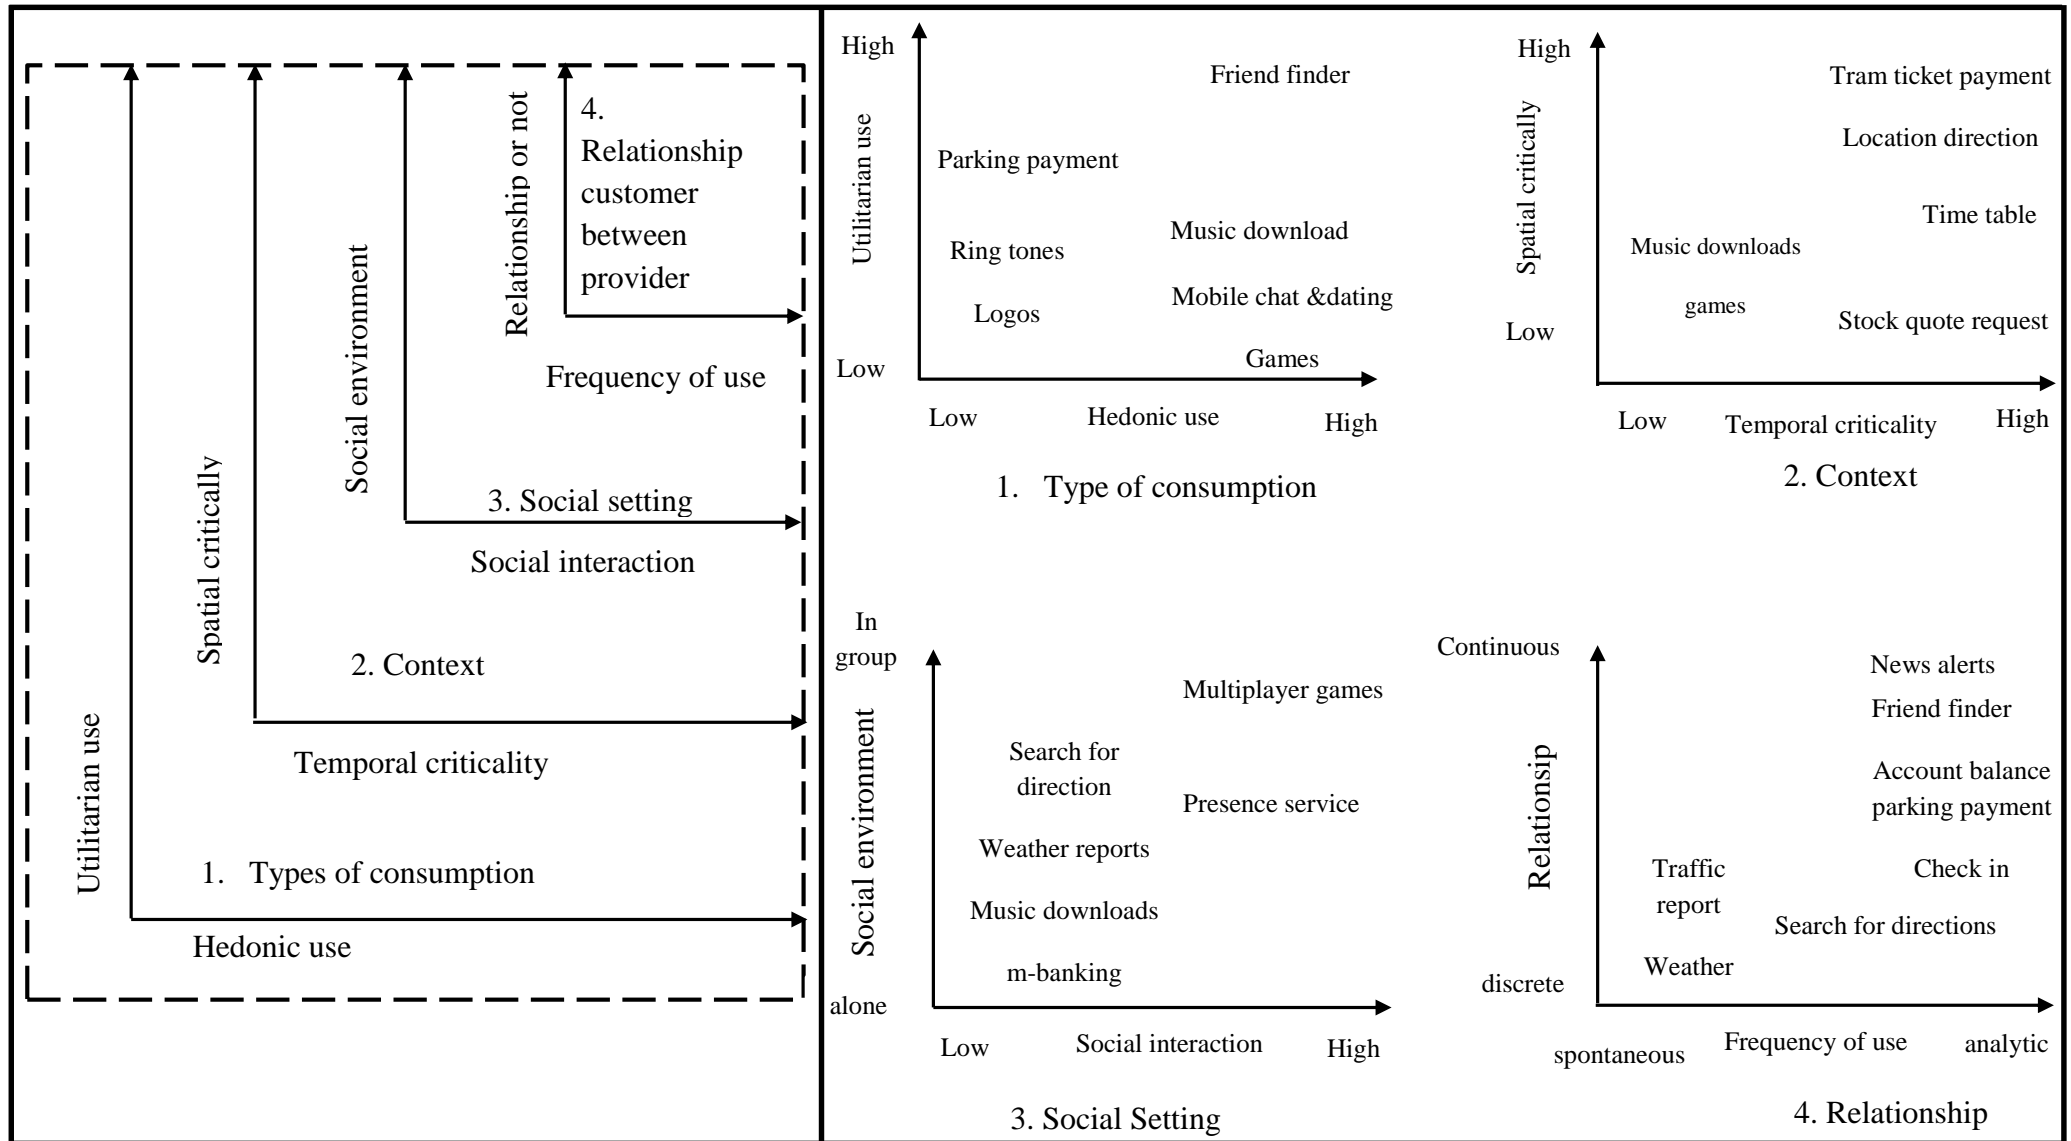 Utilitarian use
Spatial critically
Social environment
Relationship or not
4.
Relationship
customer
between
provider
Frequency of use
3. Social setting
Social interaction
2. Context
Temporal criticality
1. Types of consumption
Hedonic use
High
Utilitarian use
Low
Friend finder
Parking payment
Music download
Ring tones
Mobile chat &dating
Logos
Games
Low
Hedonic use
High
1. Type of consumption
High
Spatial critically
Low
Tram ticket payment
Location direction
Time table
Music downloads
games
Stock quote request
Low
Temporal criticality
High
2. Context
In
group
Social environment
alone
Multiplayer games
Search for
direction
Presence service
Weather reports
Music downloads
m-banking
Low
Social interaction
High
3. Social Setting
Continuous
Relationsip
discrete
News alerts
Friend finder
Account balance
parking payment
Traffic
report
Check in
Search for directions
Weather
spontaneous
Frequency of use
analytic
4. Relationship